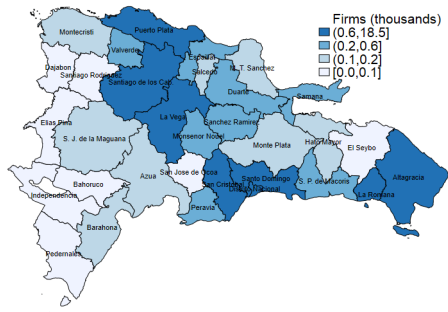 Firms (thousands)
(0.6,18.5]
(0.2,0.6]
(0.1,0.2]
[0.0,0.1]
Puerto Plata
Montecristi
Valverde
Espaillat
M. T. Sanchez
Dajabon
Santiago Rodriguez
Salcedo
Santiago de los Cab
Duarte
Samana
La Vega
Elias Pina
Sanchez Ramirez
Monsenor Nouel
S. J. de la Maguana
Monte Plata
Hato Mayor
El Seybo
San Jose de Ocoa
Azua
Altagracia
Bahoruco
San Cristobal
Santo Domingo
S. P. de Macoris
Independencia
Nacional
La Romana
Peravia
Barahona
Pedernales